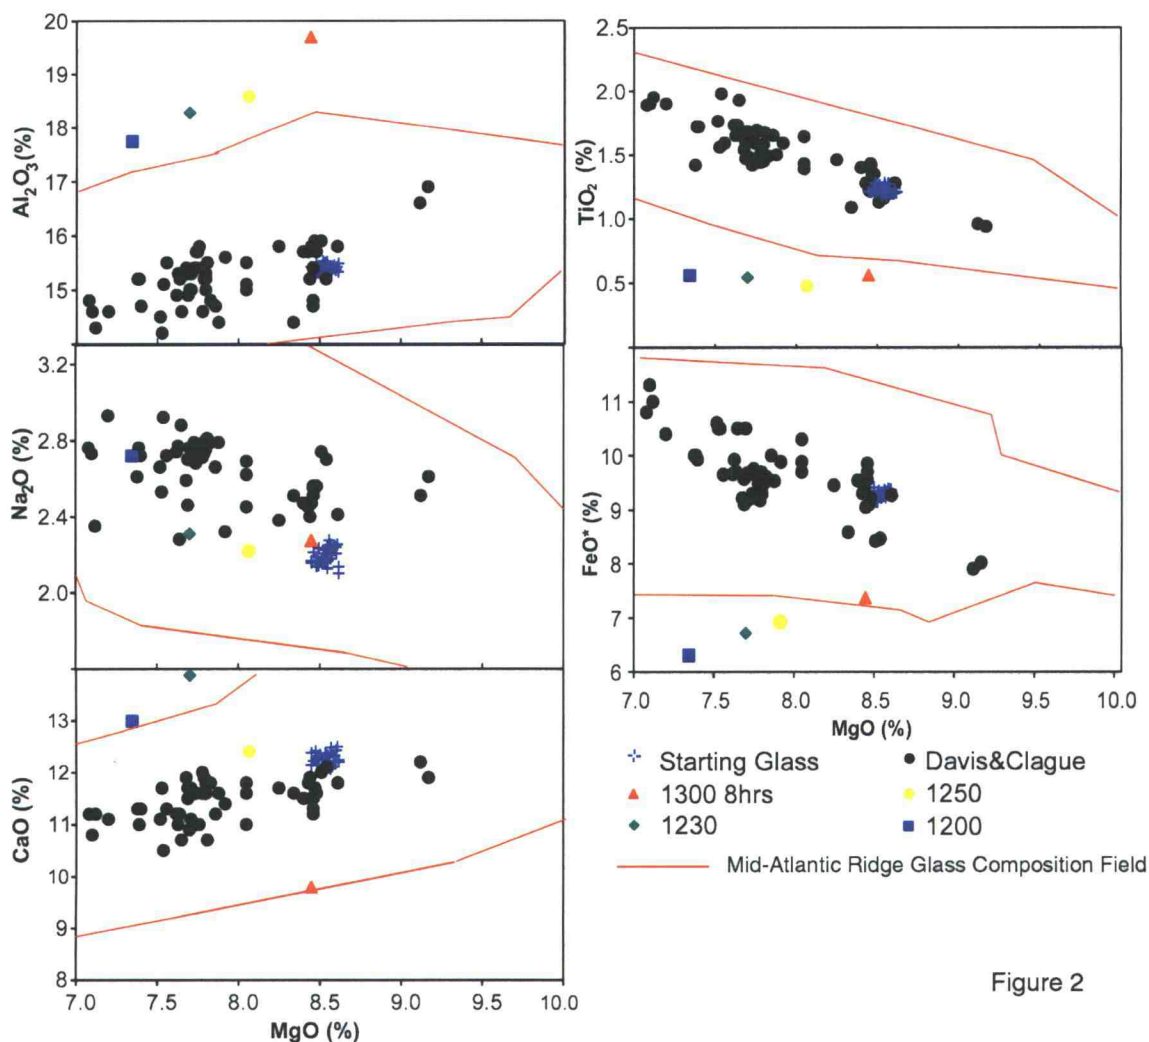 20
19
18
17
16
15
Al2O3(%)
3.2
2.8
2.4
2.0
Na2O (%)
13
12
11
10
9
8
CaO (%)
7.0 7.5 8.0 8.5 9.0 9.5 10.0
MgO (%)
2.5
2.0
1.5
1.0
0.5
TiO2 (%)
11
10
9
8
7
6
FeO* (%)
7.0 7.5 8.0 8.5 9.0 9.5 10.0
MgO (%)
Starting Glass Davis&Clague
1300 8hrs 1250
1230 1200
Mid-Atlantic Ridge Glass Composition Field
Figure 2